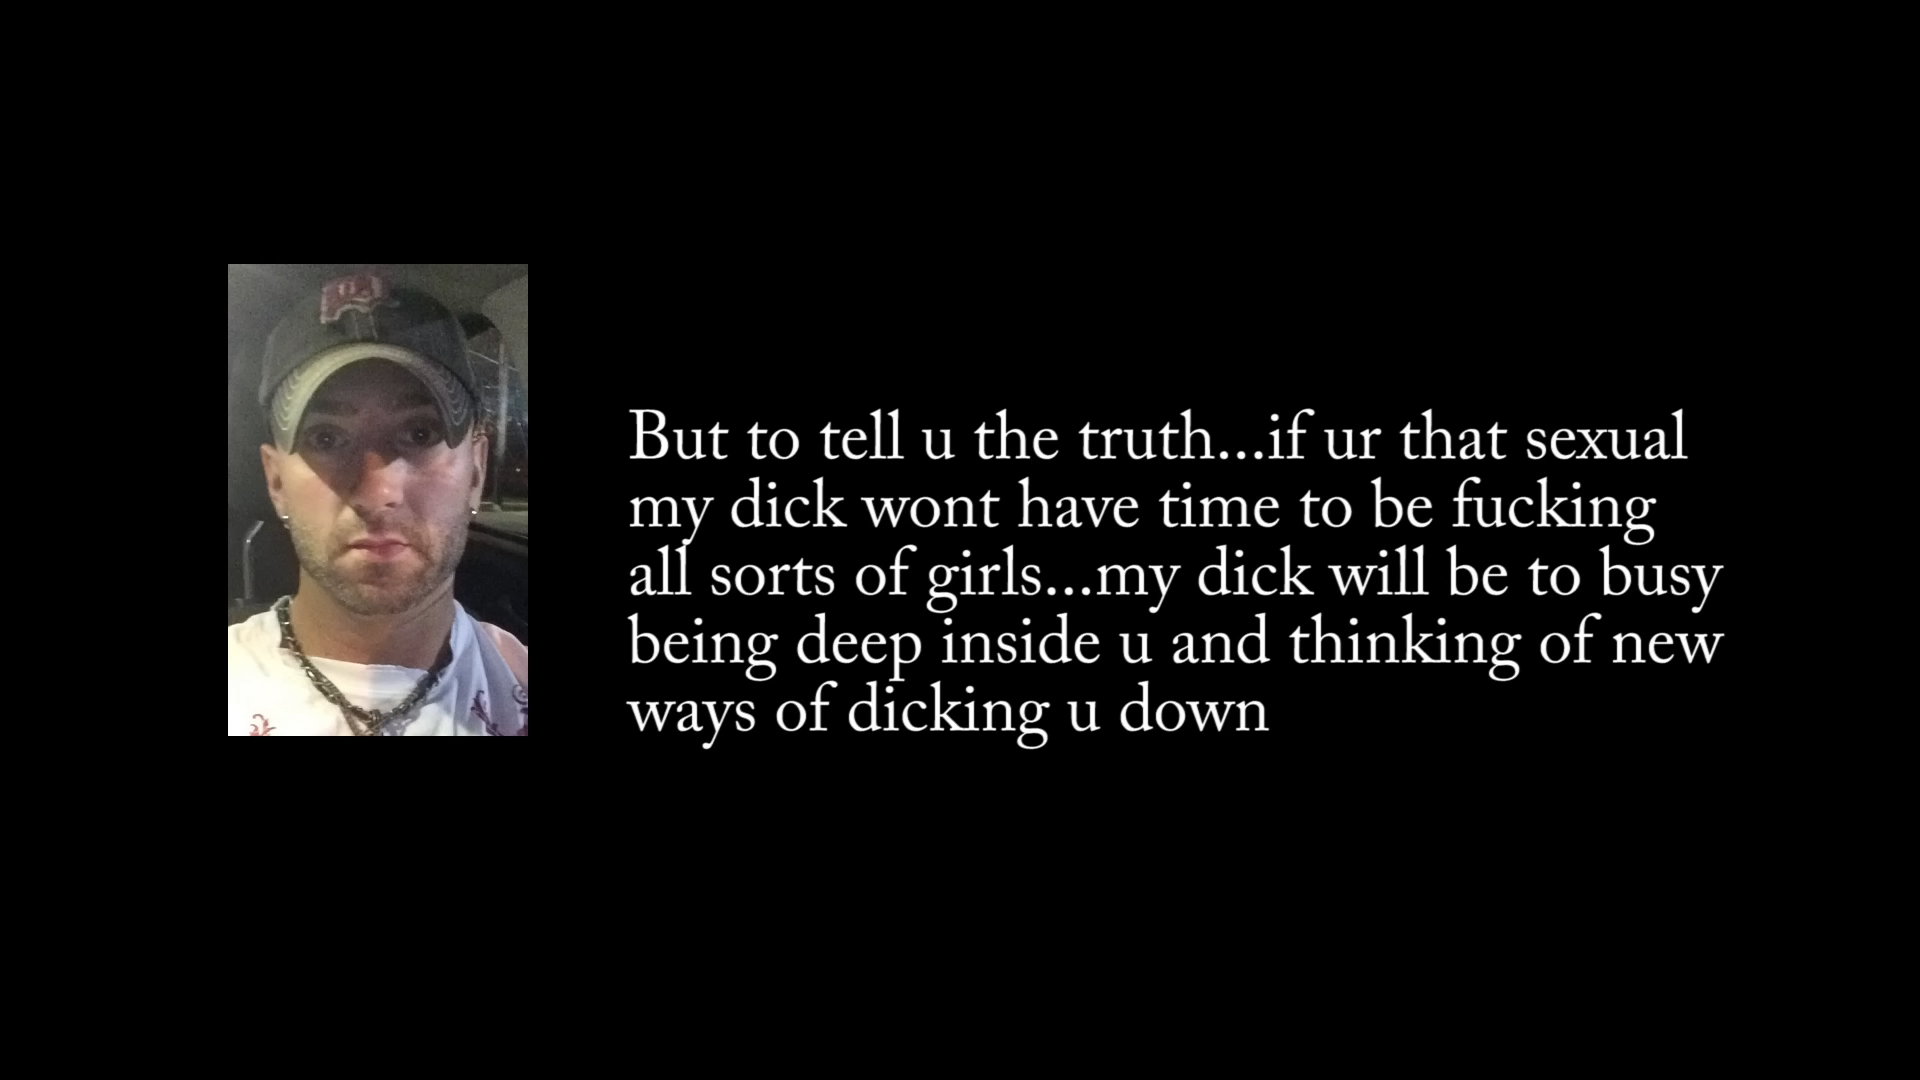 But to tell u the truth...if ur that sexual
my dick wont have time to be fucking
all sorts of girls...my dick will be to busy
being deep inside u and thinking of new
ways of dicking u down